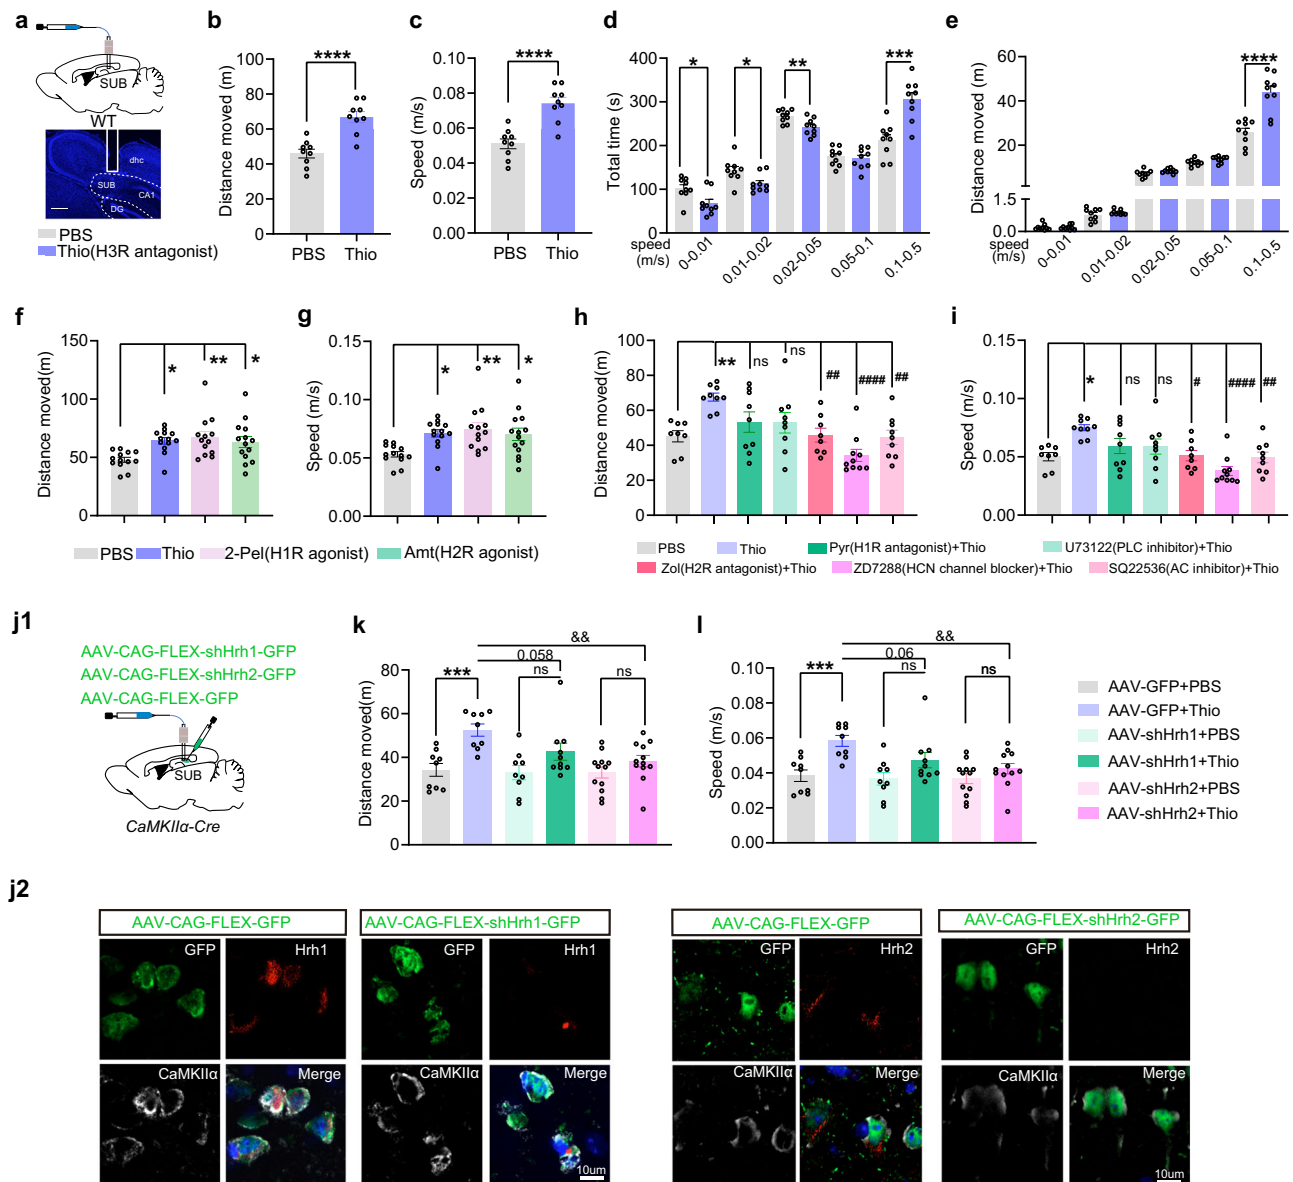 a
SUB
WT
dhc
SUB
CA1
DG
PBS
Thio(H3R antagonist)
b
Distance moved (m)
100
80
60
40
20
0
****
PBS
Thio
c
Speed (m/s)
0.10
0.08
0.06
0.04
0.02
0.00
****
PBS
Thio
d
Total time (s)
400
300
200
100
0
*
*
**
***
speed
(m/s)
0-0.01
0.01-0.02
0.02-0.05
0.05-0.1
0.1-0.5
e
Distance moved (m)
60
40
20
1.5
0.0
****
speed
(m/s)
0-0.01
0.01-0.02
0.02-0.05
0.05-0.1
0.1-0.5
f
Distance moved(m)
150
100
50
0
*
**
*
g
Speed (m/s)
0.15
0.10
0.05
0.00
*
**
*
PBS
Thio
2-Pel(H1R agonist)
Amt(H2R agonist)
h
Distance moved(m)
100
80
60
40
20
0
**
ns
ns
##
####
##
i
Speed (m/s)
0.15
0.10
0.05
0.00
*
ns
ns
#
####
##
PBS
Thio
Pyr(H1R antagonist)+Thio
U73122(PLC inhibitor)+Thio
Zol(H2R antagonist)+Thio
ZD7288(HCN channel blocker)+Thio
SQ22536(AC inhibitor)+Thio
j1
AAV-CAG-FLEX-shHrh1-GFP
AAV-CAG-FLEX-shHrh2-GFP
AAV-CAG-FLEX-GFP
SUB
CaMKIIα-Cre
k
Distance moved(m)
80
60
40
20
0
***
&&
0.058
ns
ns
l
Speed (m/s)
0.10
0.08
0.06
0.04
0.02
0.00
***
&&
0.06
ns
ns
AAV-GFP+PBS
AAV-GFP+Thio
AAV-shHrh1+PBS
AAV-shHrh1+Thio
AAV-shHrh2+PBS
AAV-shHrh2+Thio
j2
AAV-CAG-FLEX-GFP
GFP
Hrh1
CaMKIIα
Merge
AAV-CAG-FLEX-shHrh1-GFP
GFP
Hrh1
CaMKIIα
Merge
10um
AAV-CAG-FLEX-GFP
GFP
Hrh2
CaMKIIα
Merge
AAV-CAG-FLEX-shHrh2-GFP
GFP
Hrh2
CaMKIIα
Merge
10um